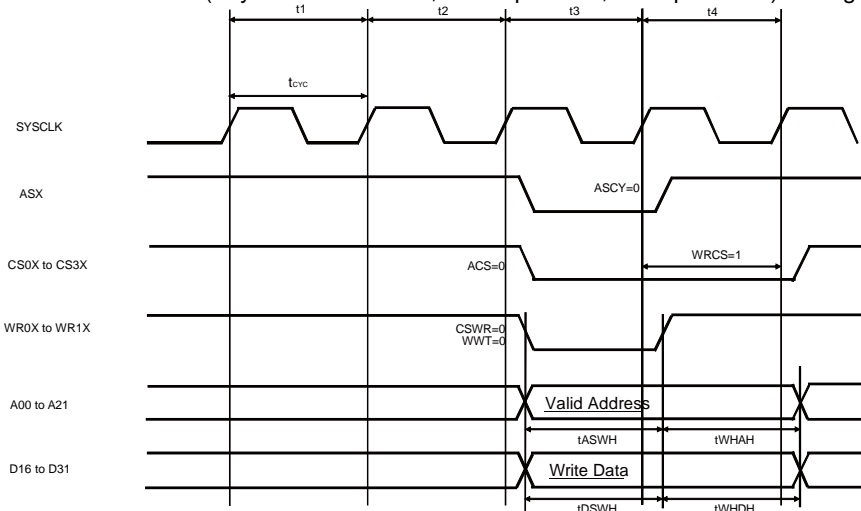 t1 t2 t3 t4
tCYC
SYSCLK
ASX
ASCY=0
CS0X to CS3X
ACS=0
WRCS=1
WR0X to WR1X
CSWR=0
WWT=0
A00 to A21
Valid Address
tASWH tWHAH
D16 to D31
Write Data
tDSWH tWHDH